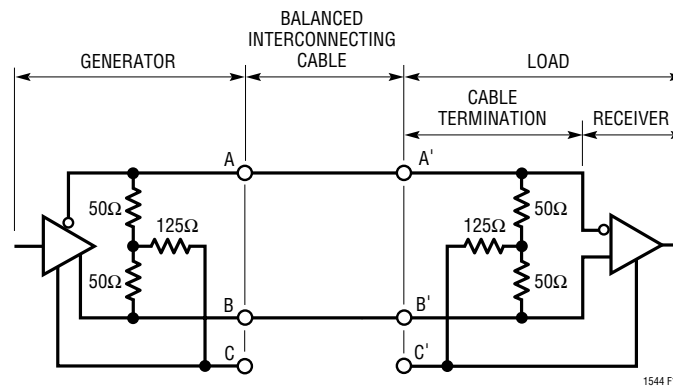 BALANCED
INTERCONNECTING
CABLE
GENERATOR
LOAD
CABLE
TERMINATION
RECEIVER
A
A'
50Ω
125Ω
50Ω
125Ω
50Ω
50Ω
B
B'
C
C'
1544 F